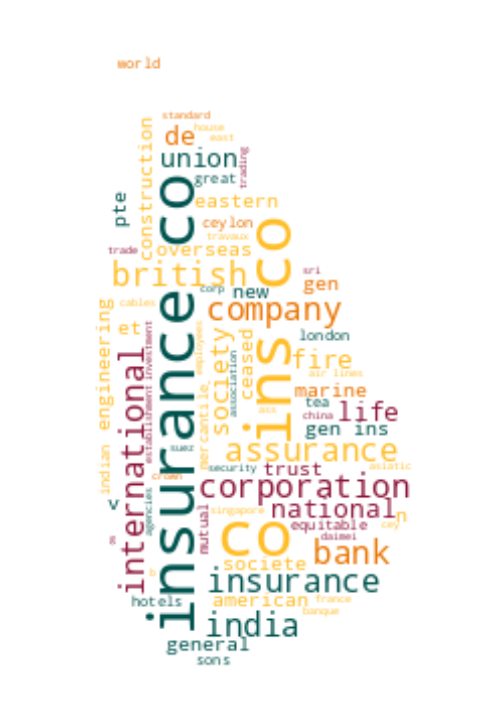 world
standard
house
de
east
construction
union
trading
great
pte
co
eastern
ceylon
co
travaux
trade
overseas
british
sri
gen
corp
new
cables
company
engineering
et
london
insurance co
ins co
international
investment
establishment
employees
society
association
ceased
fire
air lines
marine
tea
life
china
mercantile
ass
gen ins
suez
assurance
security
trust
asiatic
indian
crown
corporation
v
agencies
singapore
national
n
mutual
equitable
cey
co
daimei
bank
societe
b
insurance
hotels
american
france
banque
india
general
sons